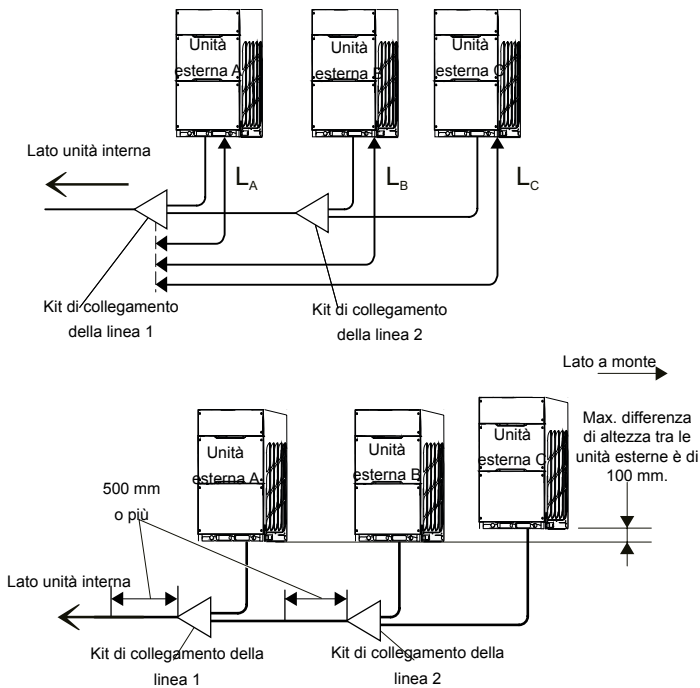 Unità
esterna A
Unità
esterna B
Unità
esterna C
Lato unità interna
LA
LB
LC
Kit di collegamento
della linea 1
Kit di collegamento
della linea 2
Lato a monte
Max. differenza
di altezza tra le
unità esterne è di
100 mm.
Unità
esterna A
Unità
esterna B
Unità
esterna C
500 mm
o più
Lato unità interna
Kit di collegamento della
linea 1
Kit di collegamento della
linea 2